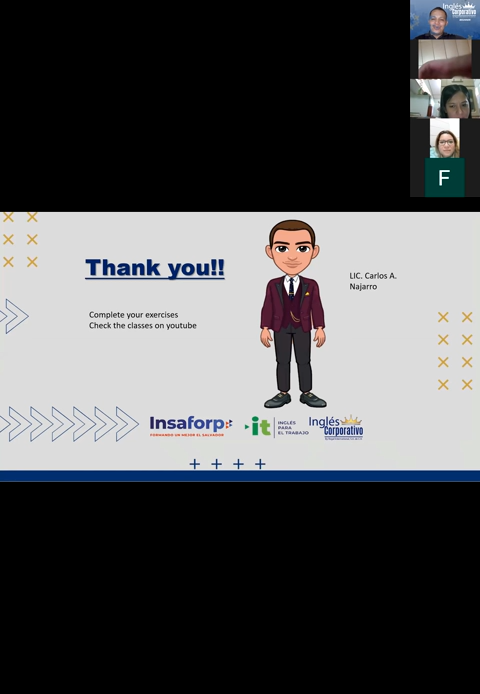 Inglés
Corporativo
F
Thank you!!
LIC. Carlos A.
Najarro
Complete your exercises
Check the classes on youtube
Insaforp
FORMANDO UN MEJOR EL SALVADOR
it
INGLÉS
PARA
EL TRABAJO
Inglés
Corporativo